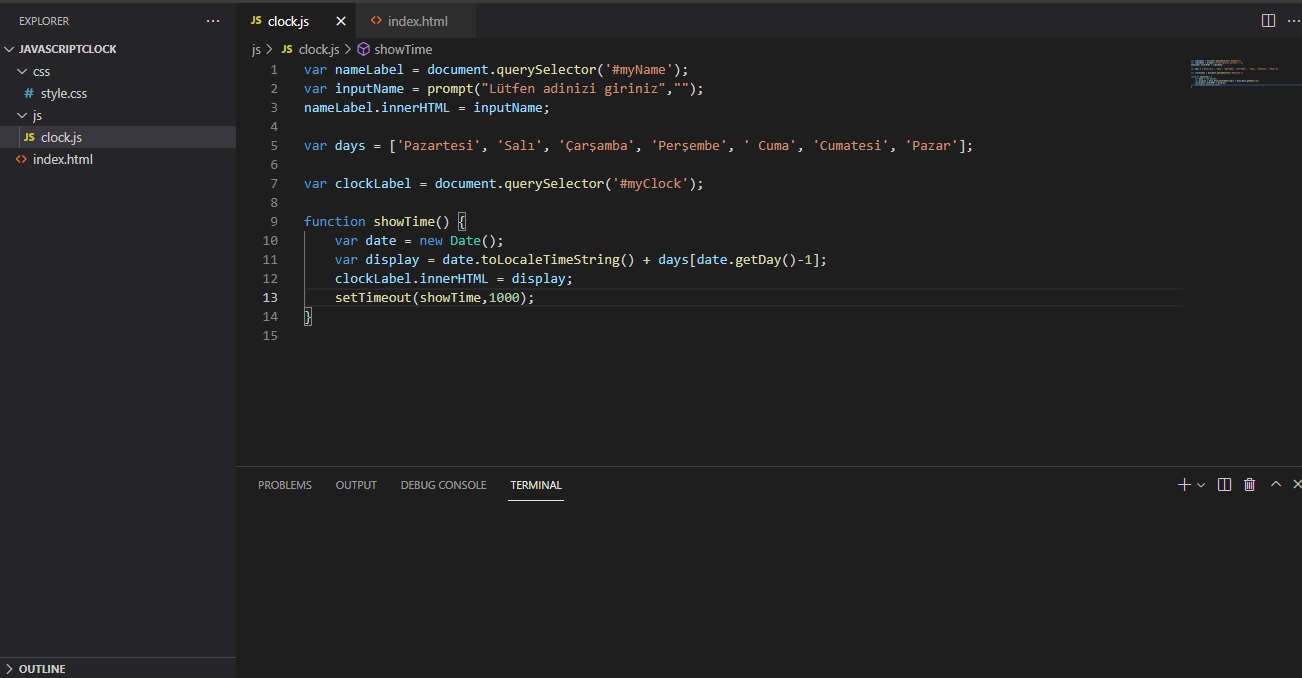 EXPLORER
JAVASCRIPTCLOCK
css
# style.css
js
JS clock.js
<> index.html
OUTLINE
JS clock.js
<> index.html
js > JS clock.js > showTime
1 var nameLabel = document.querySelector('#myName');
2 var inputName = prompt("Lütfen adinizi giriniz","");
3 nameLabel.innerHTML = inputName;
4
5 var days = ['Pazartesi', 'Salı', 'Çarşamba', 'Perşembe', ' Cuma', 'Cumatesi', 'Pazar'];
6
7 var clockLabel = document.querySelector('#myClock');
8
9 function showTime() {
10 var date = new Date();
11 var display = date.toLocaleTimeString() + days[date.getDay()-1];
12 clockLabel.innerHTML = display;
13 setTimeout(showTime,1000);
14 }
15
PROBLEMS OUTPUT DEBUG CONSOLE TERMINAL